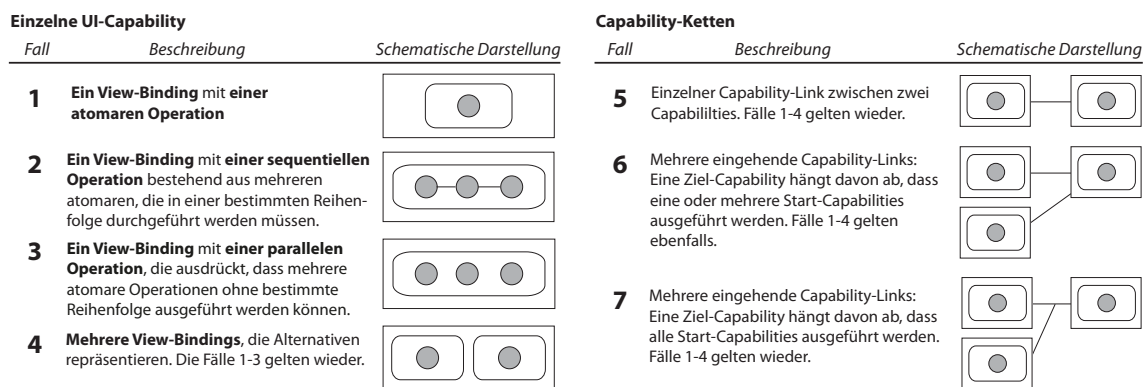 Einzelne UI-Capability
Fall Beschreibung Schematische Darstellung
1 Ein View-Binding mit einer
atomaren Operation
2 Ein View-Binding mit einer sequentiellen
Operation bestehend aus mehreren
atomaren, die in einer bestimmten Reihen-
folge durchgeführt werden müssen.
3 Ein View-Binding mit einer parallelen
Operation, die ausdrückt, dass mehrere
atomare Operationen ohne bestimmte
Reihenfolge ausgeführt werden können.
4 Mehrere View-Bindings, die Alternativen
repräsentieren. Die Fälle 1-3 gelten wieder.
Capability-Ketten
Fall Beschreibung Schematische Darstellung
5 Einzelner Capability-Link zwischen zwei
Capabililties. Fälle 1-4 gelten wieder.
6 Mehrere eingehende Capability-Links:
Eine Ziel-Capability hängt davon ab, dass
eine oder mehrere Start-Capabilities
ausgeführt werden. Fälle 1-4 gelten
ebenfalls.
7 Mehrere eingehende Capability-Links:
Eine Ziel-Capability hängt davon ab, dass
alle Start-Capabilities ausgeführt werden.
Fälle 1-4 gelten wieder.